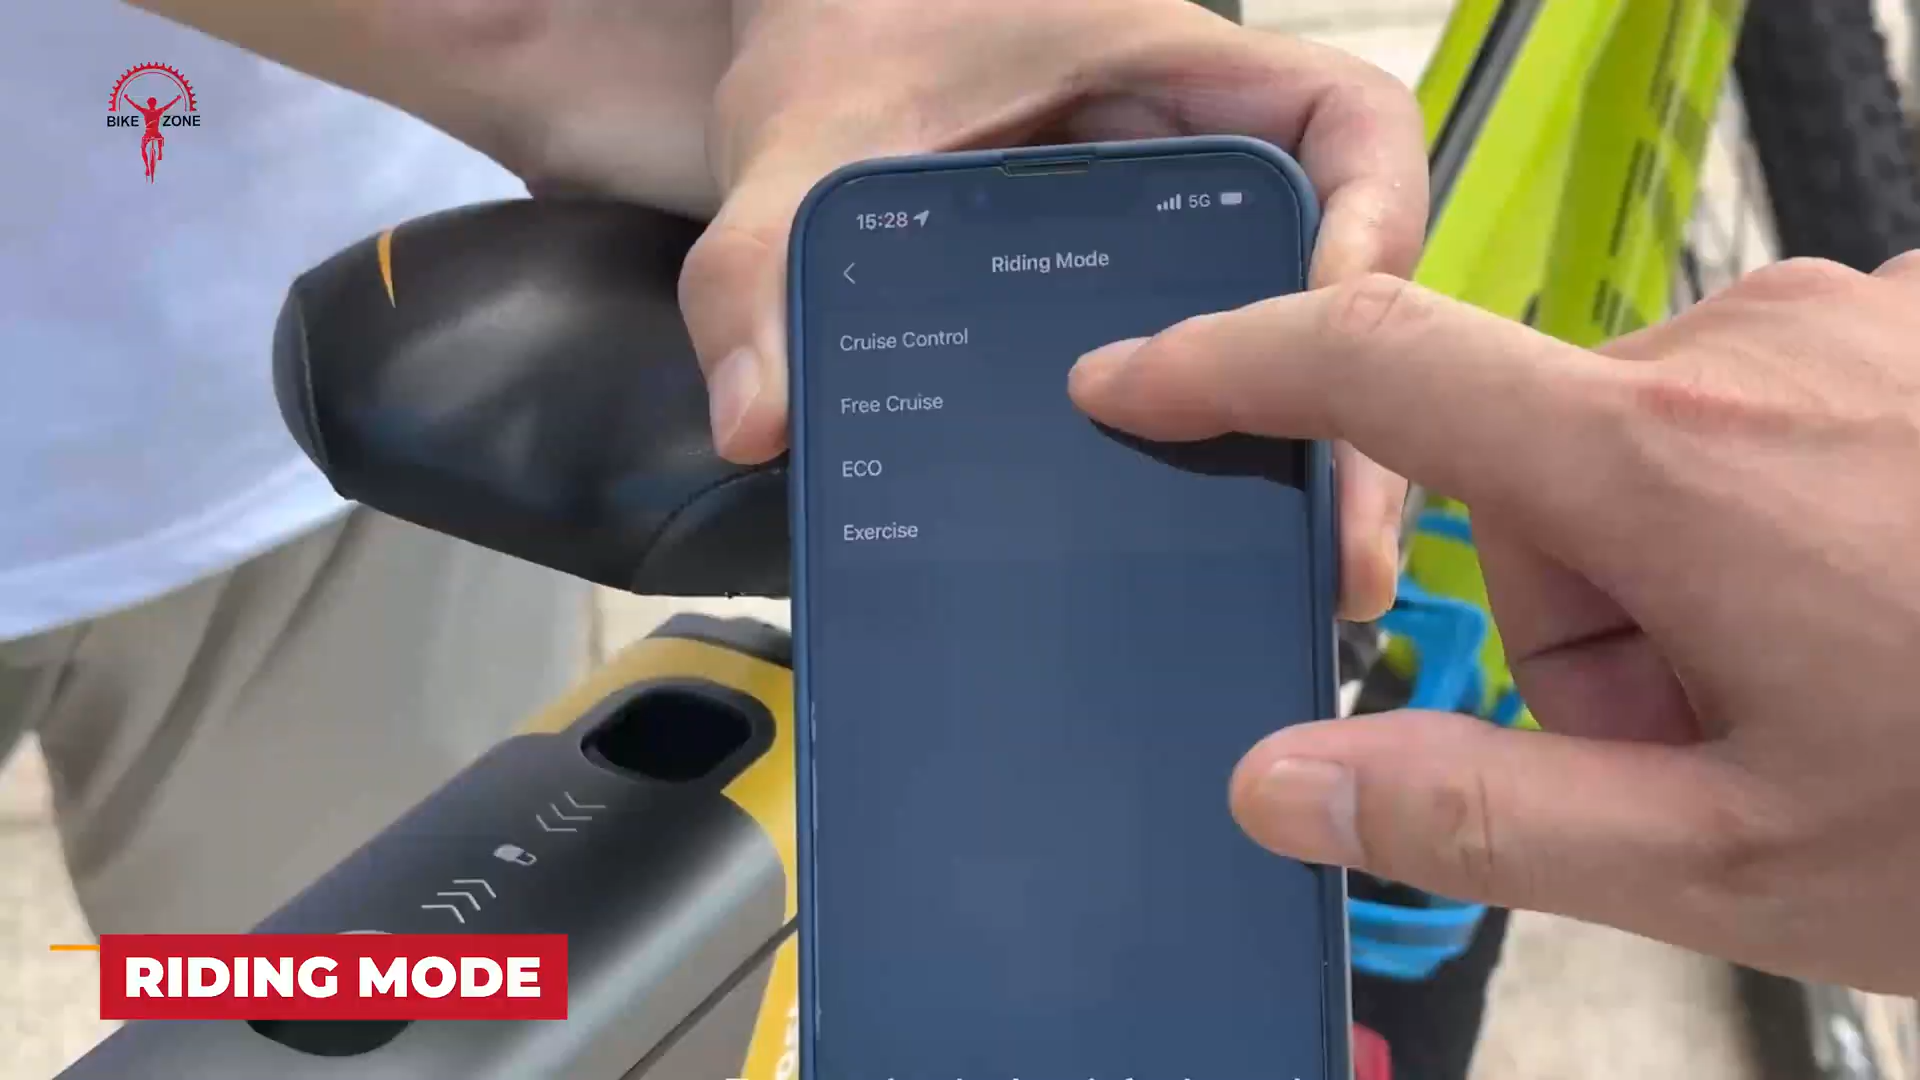 BIKE ZONE
15:28
5G
Riding Mode
Cruise Control
Free Cruise
ECO
Exercise
RIDING MODE